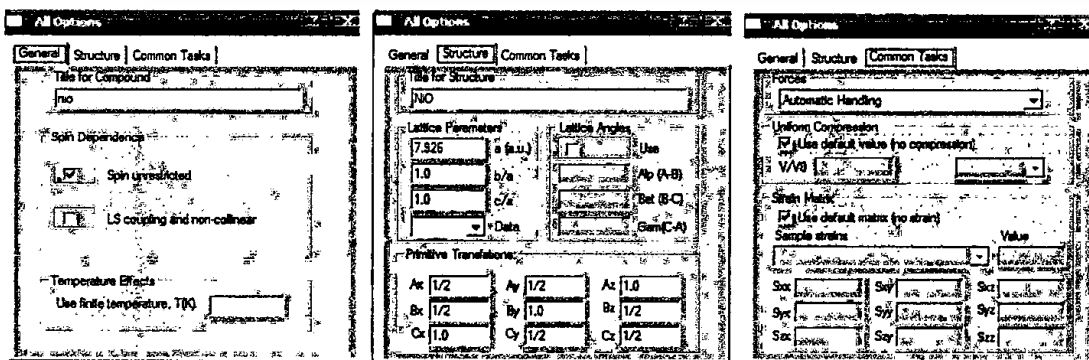 All Options
General Structure Common Tasks
Title for Compound
nio
Spin Dependence
Spin unrestricted
LS coupling and non-collinear
Temperature Effects
Use finite temperature, T(K).
All Options
General Structure Common Tasks
Title for Structure
NiO
Lattice Parameters
7.926 a (a.u.)
1.0 b/a
1.0 c/a
Data
Lattice Angles
Use
Alp (A-B)
Bet (B-C)
Gam(C-A)
Primitive Translations:
Ax 1/2 Ay 1/2 Az 1.0
Bx 1/2 By 1.0 Bz 1/2
Cx 1.0 Cy 1/2 Cz 1/2
All Options
General Structure Common Tasks
Forces
Automatic Handling
Uniform Compression
Use default value (no compression)
V/V0
Strain Matrix
Use default matrix (no strain)
Sample strains Value
Sxx Sxy Sxz
Syx Syy Syz
Szx Szy Szz